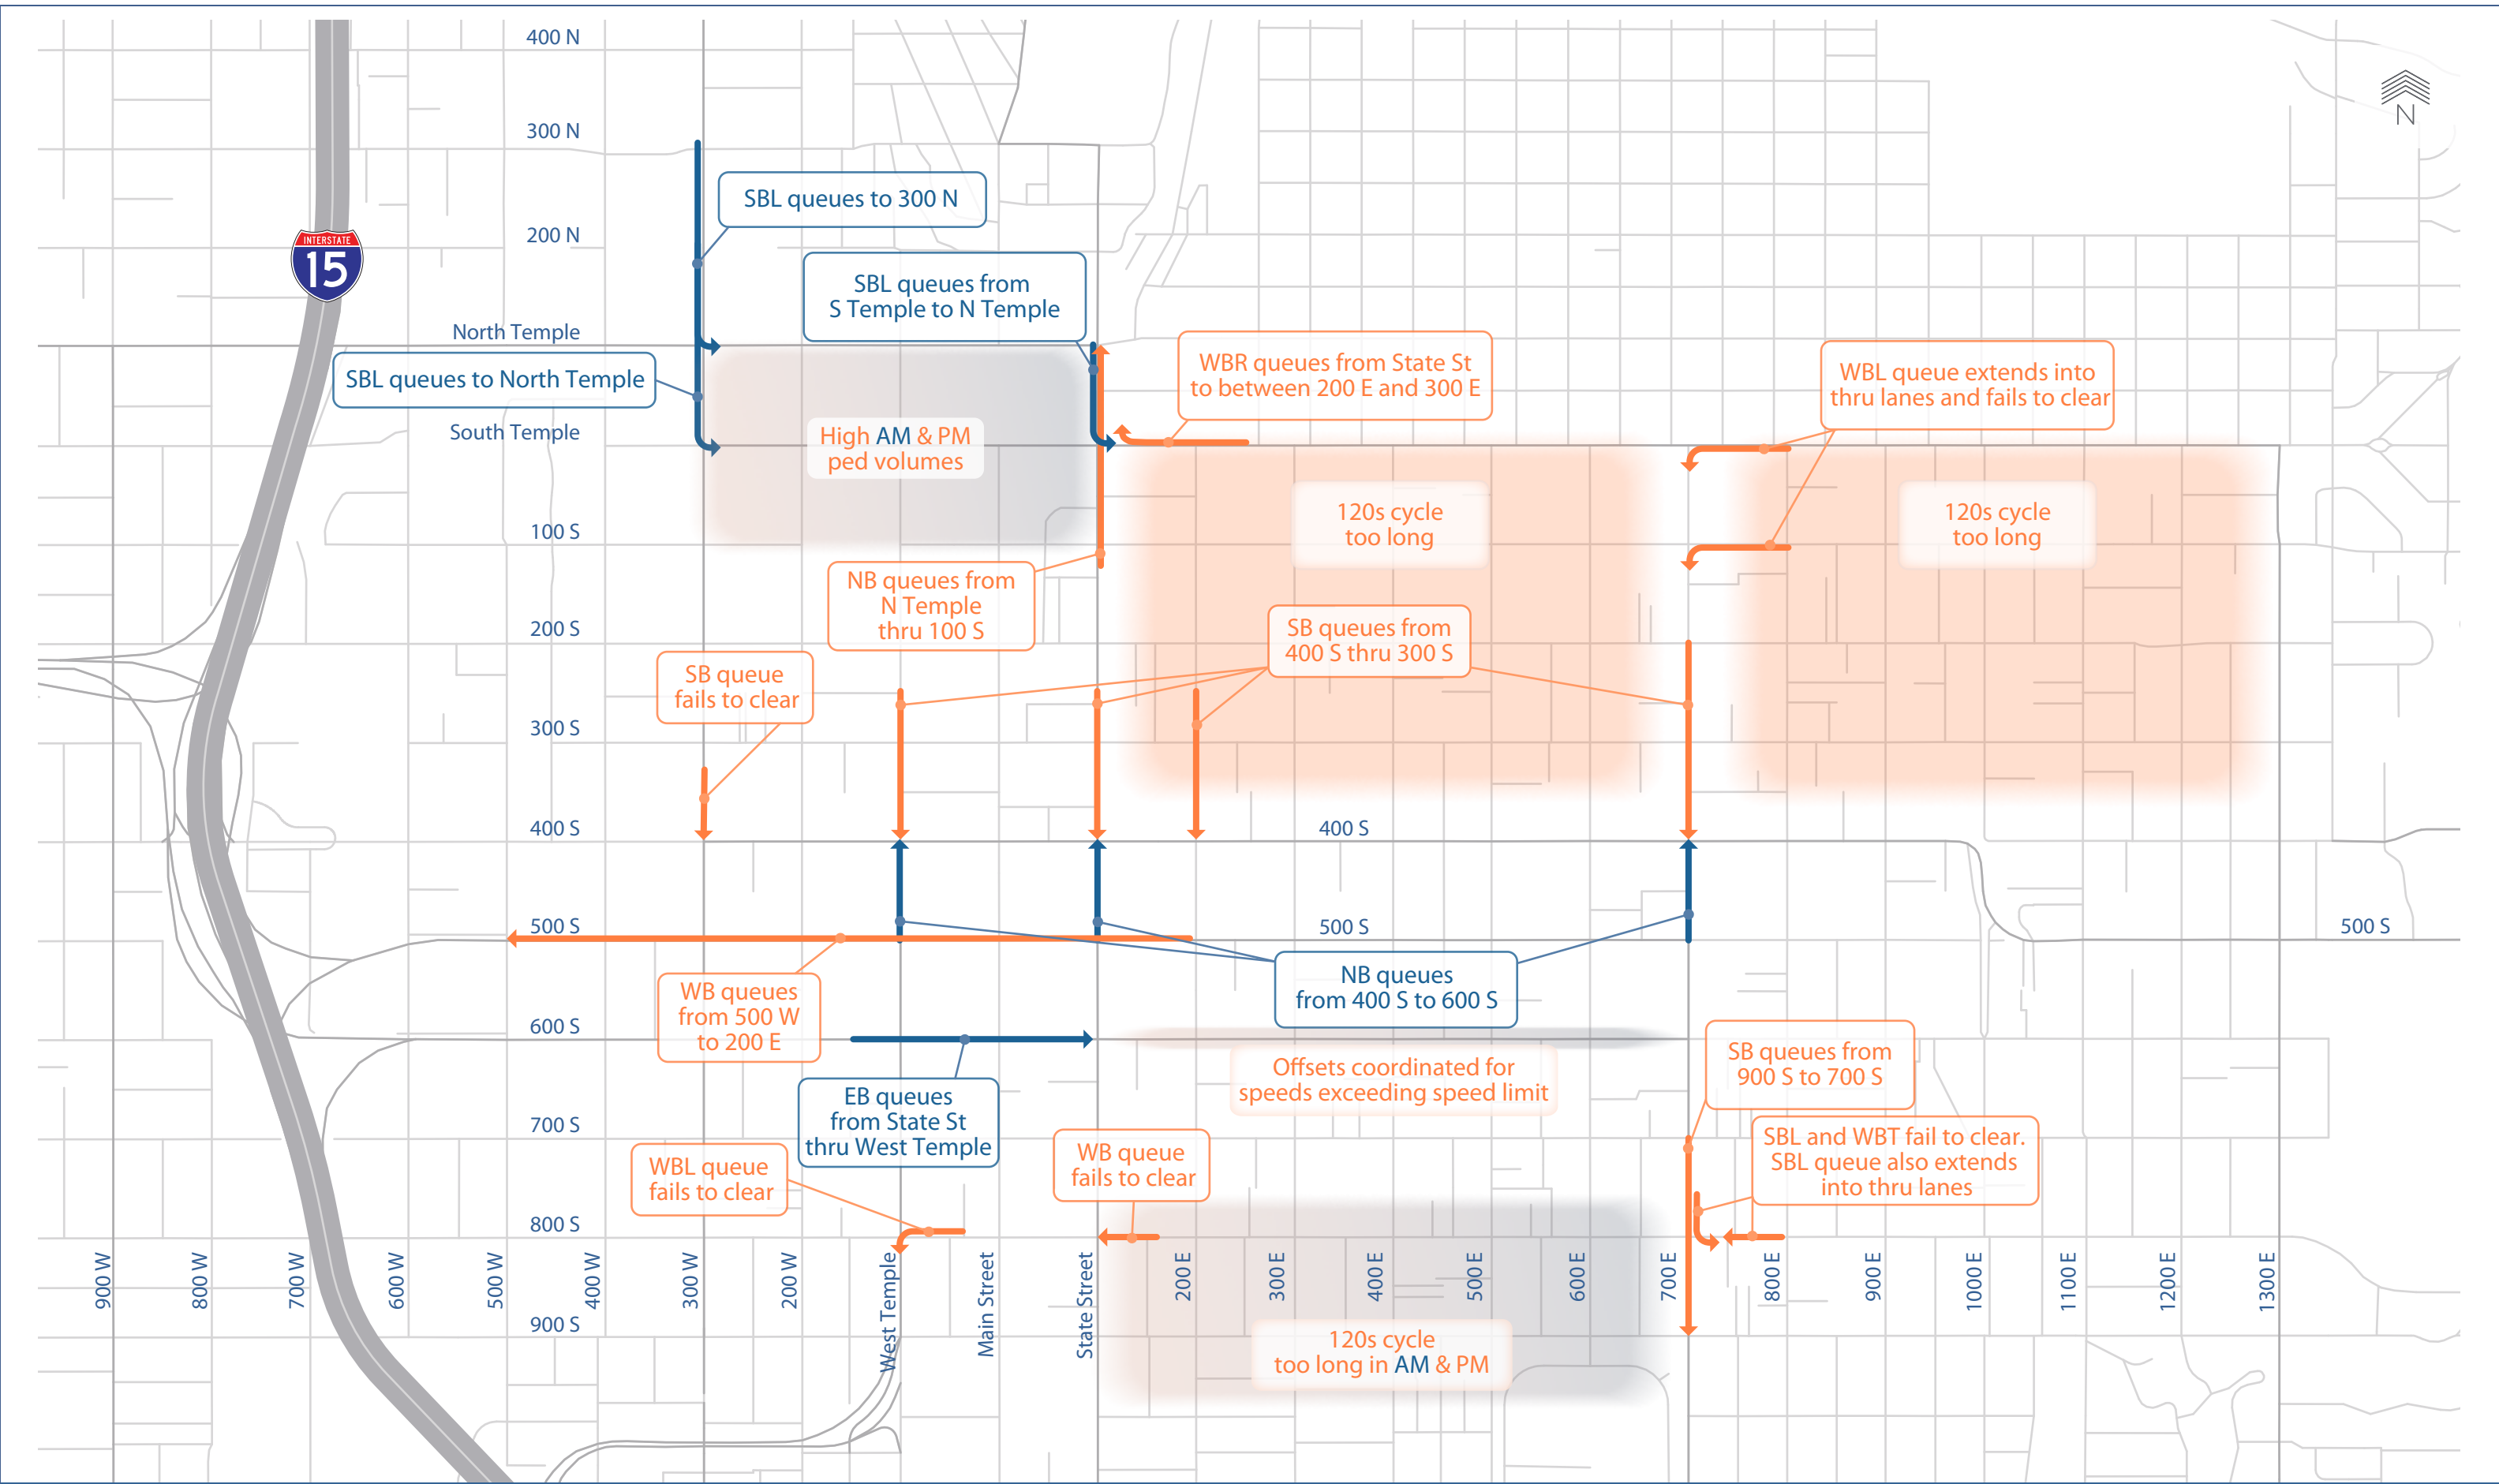 400 N
300 N
200 N
North Temple
South Temple
100 S
200 S
300 S
400 S
500 S
600 S
700 S
800 S
900 S
INTERSTATE
15
N
SBL queues to 300 N
SBL queues from
S Temple to N Temple
SBL queues to North Temple
High AM & PM
ped volumes
WBR queues from State St
to between 200 E and 300 E
WBL queue extends into
thru lanes and fails to clear
120s cycle
too long
120s cycle
too long
NB queues from
N Temple
thru 100 S
SB queues from
400 S thru 300 S
SB queue
fails to clear
400 S
500 S
500 S
WB queues
from 500 W
to 200 E
NB queues
from 400 S to 600 S
EB queues
from State St
thru West Temple
Offsets coordinated for
speeds exceeding speed limit
SB queues from
900 S to 700 S
SBL and WBT fail to clear.
SBL queue also extends
into thru lanes
WBL queue
fails to clear
WB queue
fails to clear
120s cycle
too long in AM & PM
900 W
800 W
700 W
600 W
500 W
400 W
300 W
200 W
West Temple
Main Street
State Street
200 E
300 E
400 E
500 E
600 E
700 E
800 E
900 E
1000 E
1100 E
1200 E
1300 E